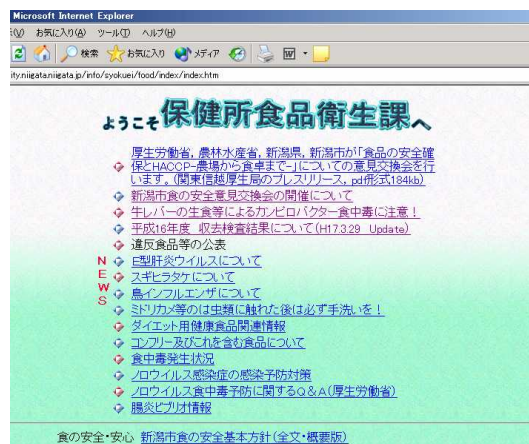 Microsoft Internet Explorer
お気に入り(A) ツール(T) ヘルプ(H)
検索 お気に入り メディア
ity.niigata.niigata.jp/info/syokuei/food/index/index.htm
ようこそ保健所食品衛生課へ
厚生労働省，農林水産省，新潟県，新潟市が「食品の安全確
保とHACCP-農場から食卓まで-」についての意見交換会を行
います。(関東信越厚生局のプレスリリース，pdf形式184kb)
新潟市食の安全意見交換会の開催について
牛レバーの生食等によるカンピロバクター食中毒に注意！
平成16年度 収去検査結果について(H17.3.29 Update)
違反食品等の公表
NEWS
E型肝炎ウイルスについて
スギヒラタケについて
鳥インフルエンザについて
ミドリカメ等のは虫類に触れた後は必ず手洗いを！
ダイエット用健康食品関連情報
コンフリー及びこれを含む食品について
食中毒発生状況
ノロウイルス感染症の感染予防対策
ノロウイルス食中毒予防に関するQ＆A(厚生労働省)
腸炎ビブリオ情報
食の安全・安心 新潟市食の安全基本方針(全文・概要版)